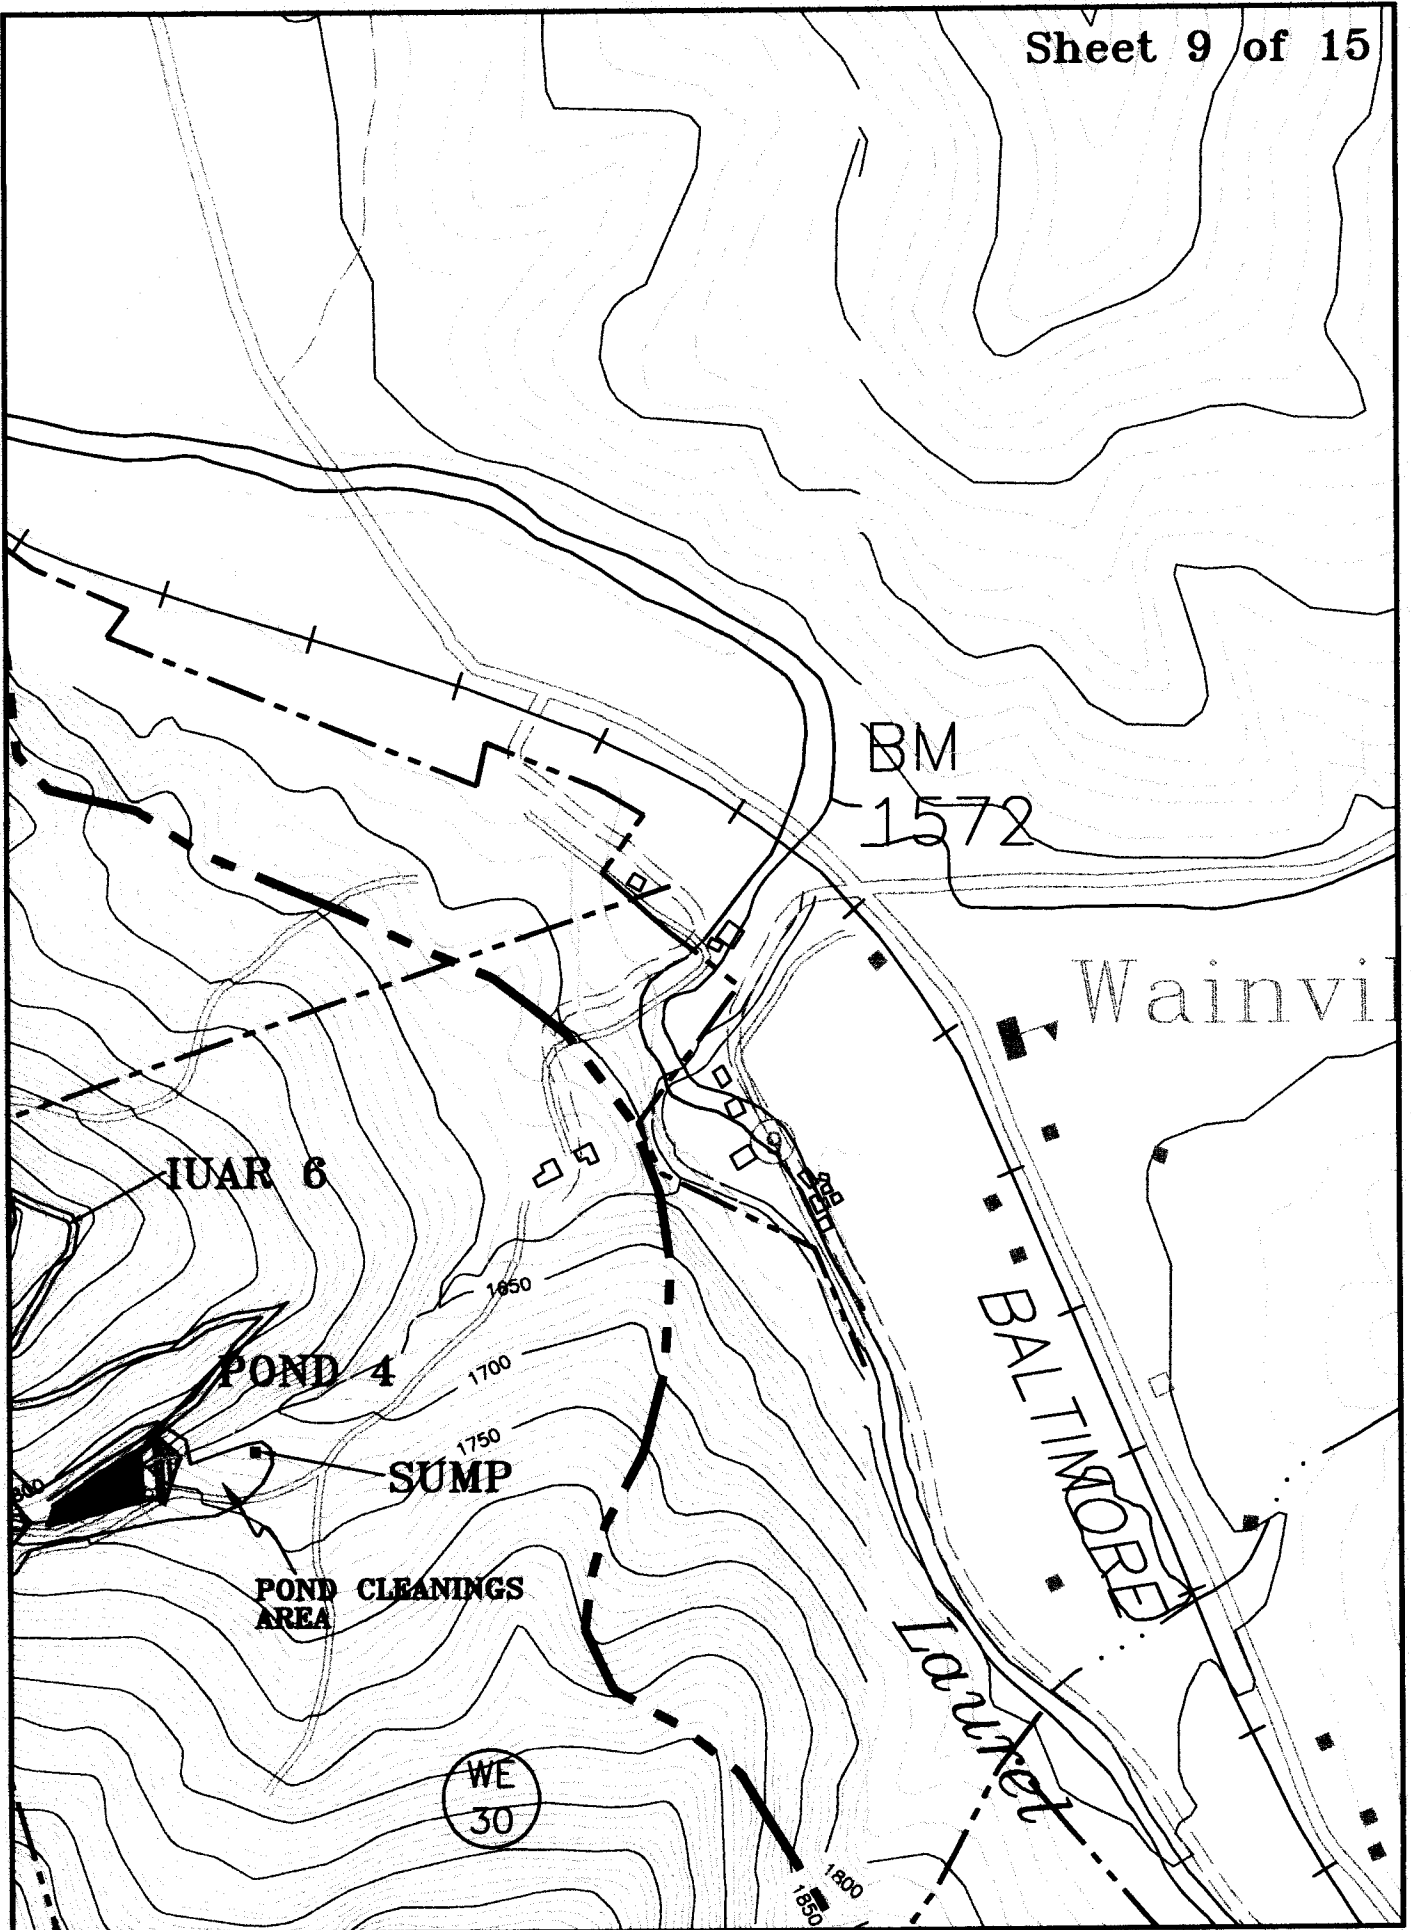 Sheet 9 of 15
BM
1572
Wainvil
IUAR 6
1650
POND 4
1700
BALTIMORE
1750
SUMP
800
POND CLEANINGS
AREA
Laurel
WE
30
1800
1850